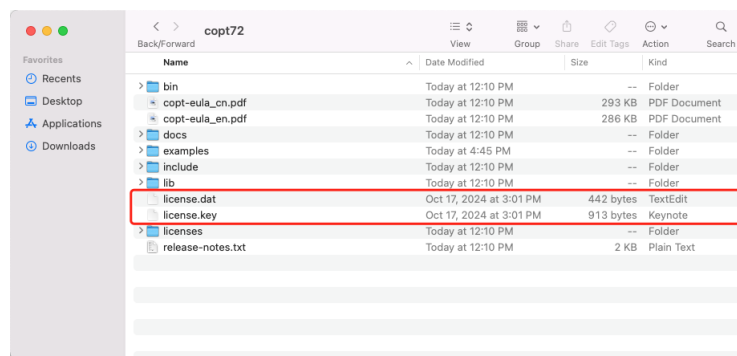 copt72
Back/Forward View Group Share Edit Tags Action Search
Favorites
Recents
Desktop
Applications
Downloads
Name Date Modified Size Kind
bin Today at 12:10 PM -- Folder
copt-eula_cn.pdf Today at 12:10 PM 293 KB PDF Document
copt-eula_en.pdf Today at 12:10 PM 286 KB PDF Document
docs Today at 12:10 PM -- Folder
examples Today at 4:45 PM -- Folder
include Today at 12:10 PM -- Folder
lib Today at 12:10 PM -- Folder
license.dat Oct 17, 2024 at 3:01 PM 442 bytes TextEdit
license.key Oct 17, 2024 at 3:01 PM 913 bytes Keynote
licenses Today at 12:10 PM -- Folder
release-notes.txt Today at 12:10 PM 2 KB Plain Text